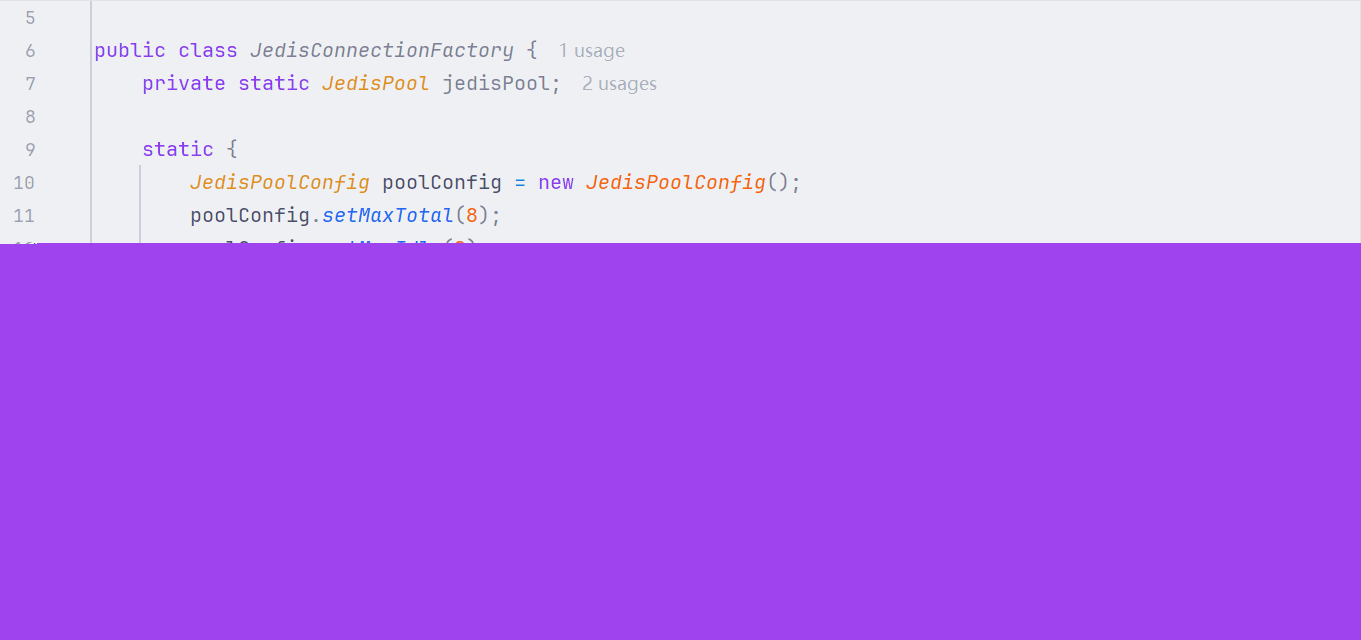 5
6 public class JedisConnectionFactory { 1 usage
7 private static JedisPool jedisPool; 2 usages
8
9 static {
10 JedisPoolConfig poolConfig = new JedisPoolConfig();
11 poolConfig.setMaxTotal(8);